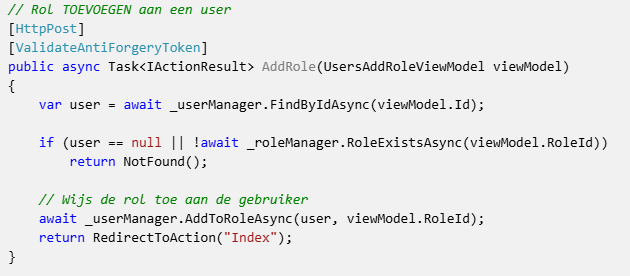 // Rol TOEVOEGEN aan een user
[HttpPost]
[ValidateAntiForgeryToken]
public async Task<IActionResult> AddRole(UsersAddRoleViewModel viewModel)
{
    var user = await _userManager.FindByIdAsync(viewModel.Id);

    if (user == null || !await _roleManager.RoleExistsAsync(viewModel.RoleId))
        return NotFound();

    // Wijs de rol toe aan de gebruiker
    await _userManager.AddToRoleAsync(user, viewModel.RoleId);
    return RedirectToAction("Index");
}